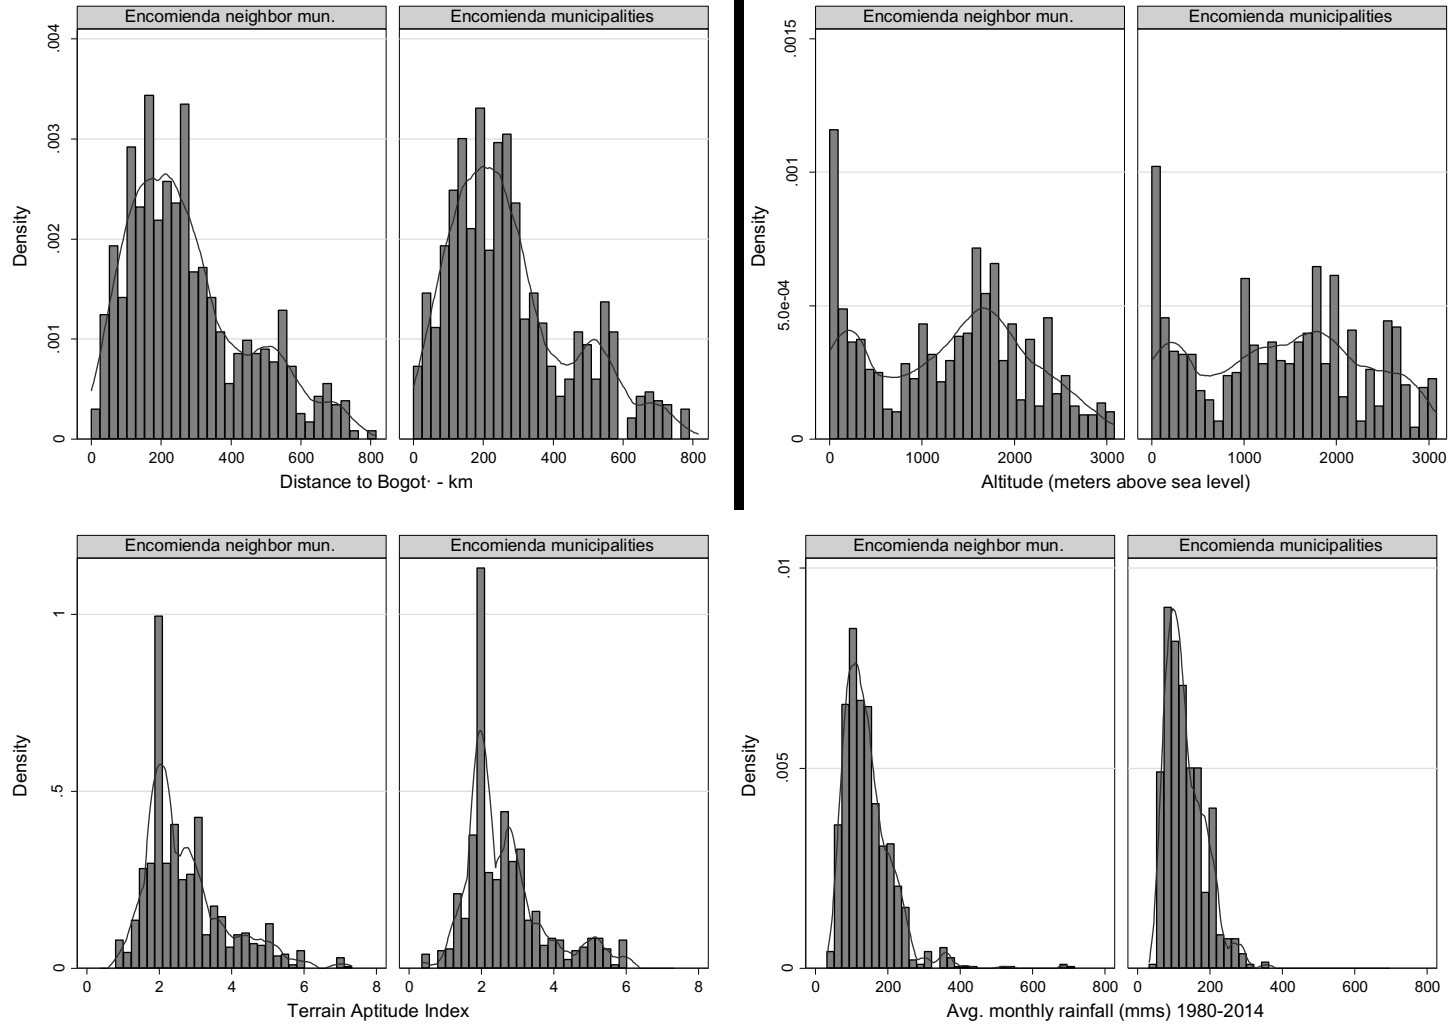 Encomienda neighbor mun. Encomienda municipalities
.004
.003
.002
.001
0
Density
0 200 400 600 800 0 200 400 600 800
Distance to Bogot· - km
Encomienda neighbor mun. Encomienda municipalities
.0015
.001
5.0e-04
0
Density
0 1000 2000 3000 0 1000 2000 3000
Altitude (meters above sea level)
Encomienda neighbor mun. Encomienda municipalities
1
.5
0
Density
0 2 4 6 8 0 2 4 6 8
Terrain Aptitude Index
Encomienda neighbor mun. Encomienda municipalities
.01
.005
0
Density
0 200 400 600 800 0 200 400 600 800
Avg. monthly rainfall (mms) 1980-2014